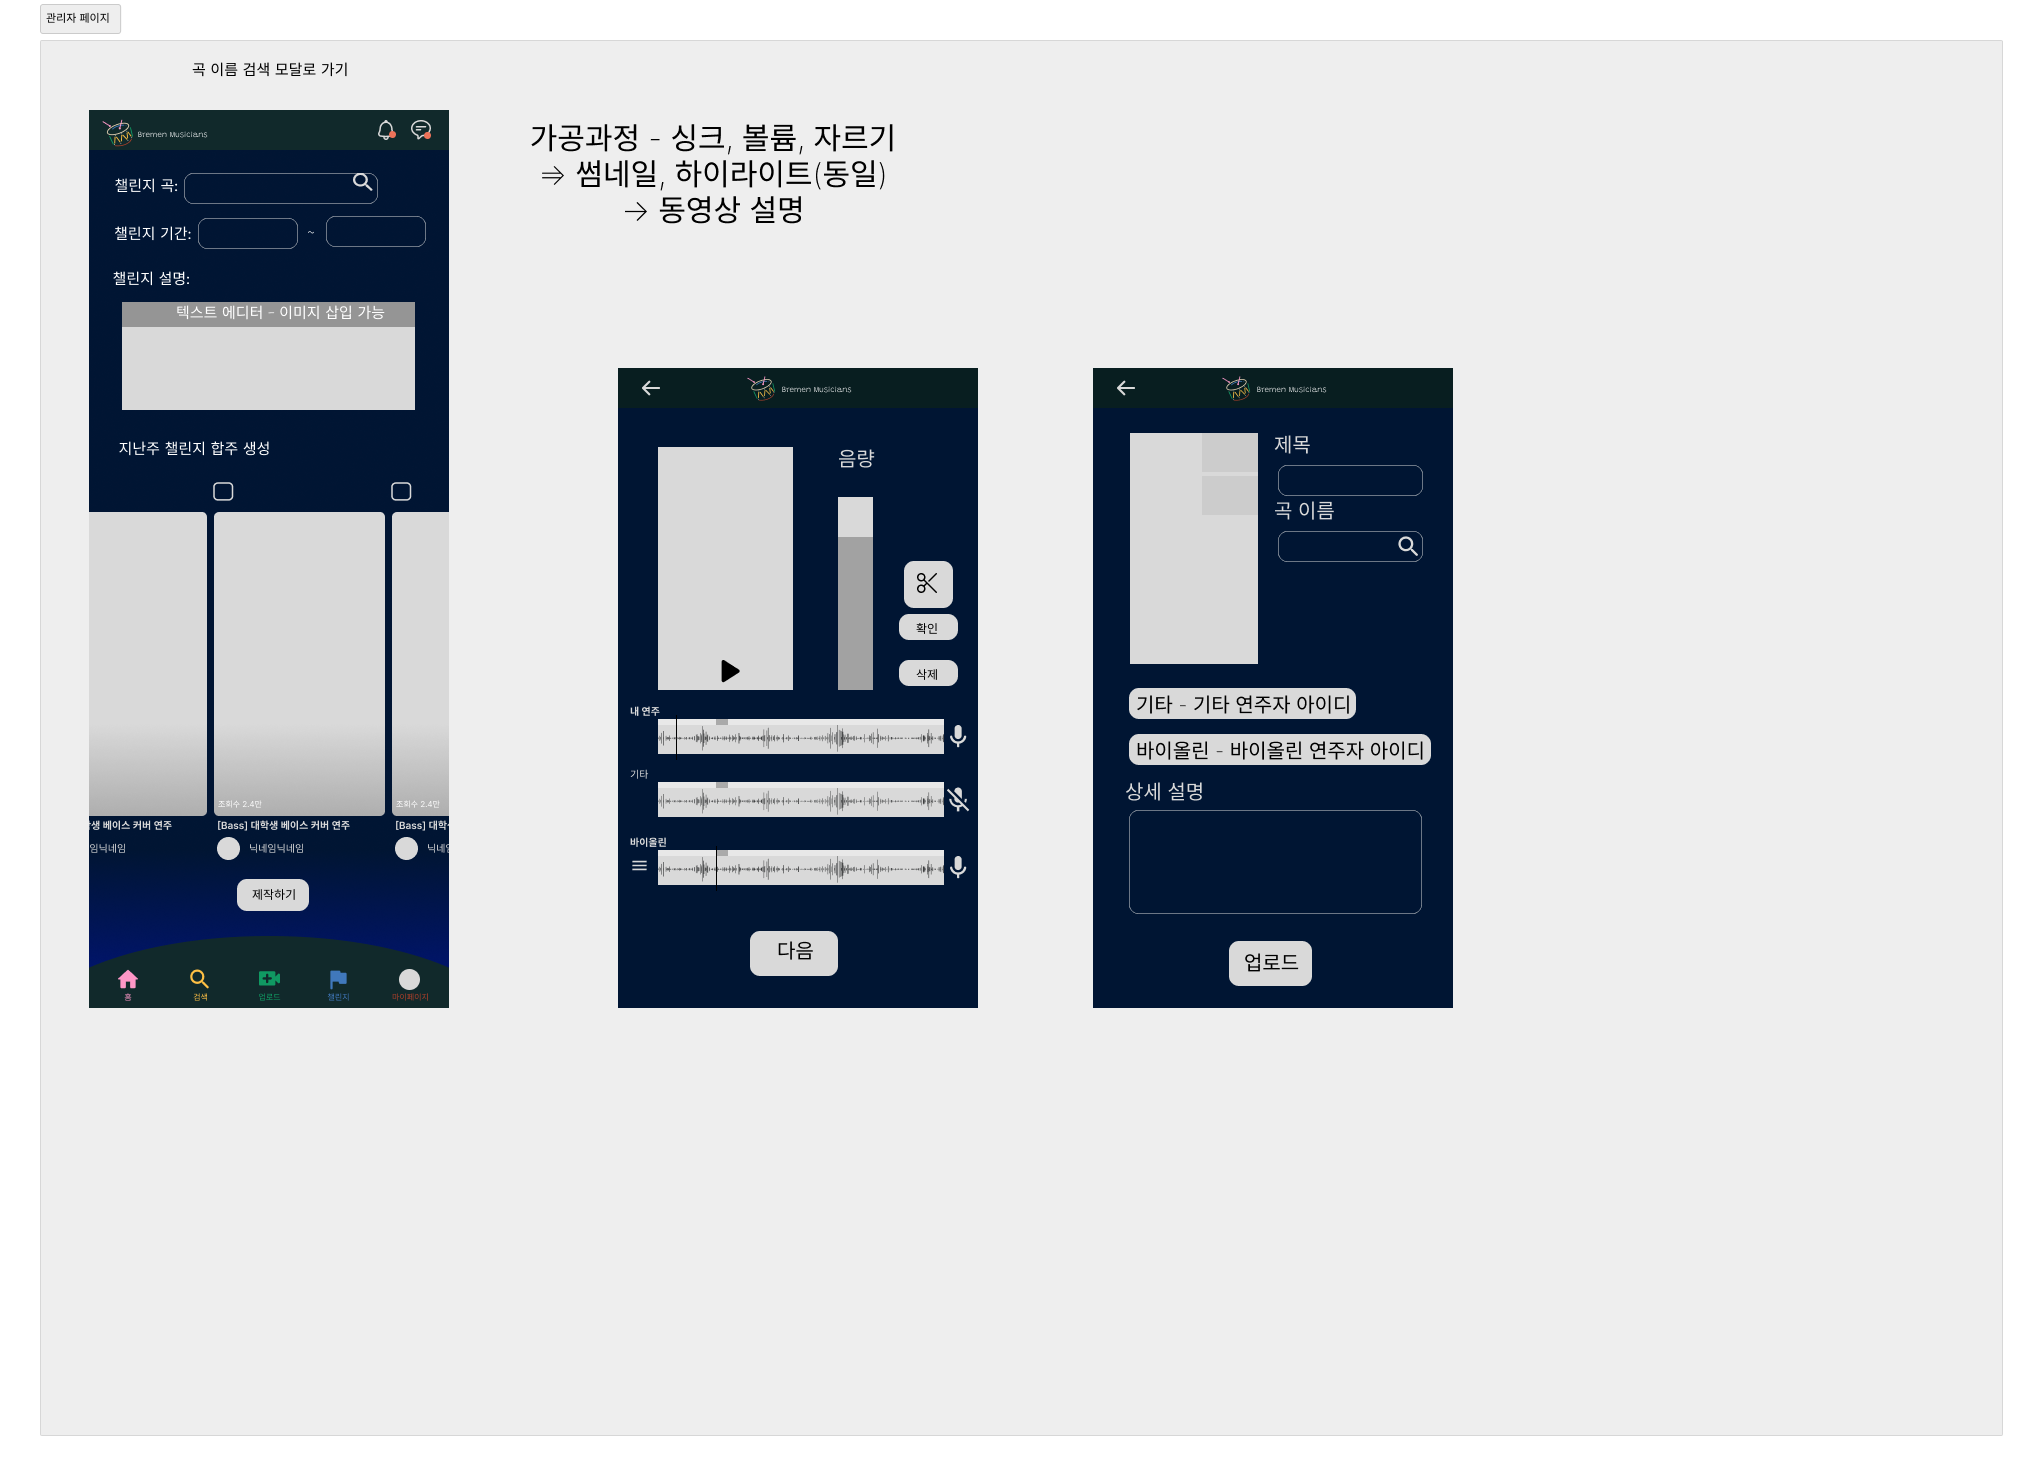 관리자 페이지
곡 이름 검색 모달로 가기
Bremen Musicians
챌린지 곡:
챌린지 기간:
~
챌린지 설명:
텍스트 에디터 - 이미지 삽입 가능
지난주 챌린지 합주 생성
조회수 2.4만
조회수 2.4만
학생 베이스 커버 연주
[Bass] 대학생 베이스 커버 연주
[Bass] 대학
임닉네임
닉네임닉네임
닉네임
제작하기
홈
검색
업로드
챌린지
마이페이지
가공과정 - 싱크, 볼륨, 자르기
⇒ 썸네일, 하이라이트(동일)
→ 동영상 설명
Bremen Musicians
음량
확인
삭제
내 연주
기타
바이올린
다음
Bremen Musicians
제목
곡 이름
기타 - 기타 연주자 아이디
바이올린 - 바이올린 연주자 아이디
상세 설명
업로드